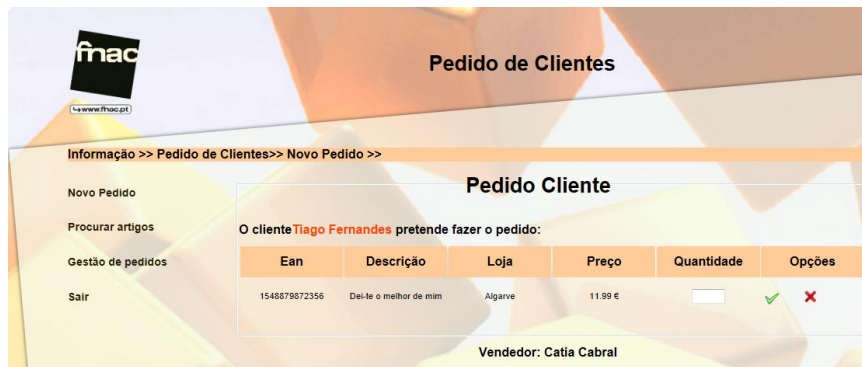 fnac
www.fnac.pt
Pedido de Clientes
Informação >> Pedido de Clientes>> Novo Pedido >>
Novo Pedido
Procurar artigos
Gestão de pedidos
Sair
Pedido Cliente
O cliente Tiago Fernandes pretende fazer o pedido:
Ean Descrição Loja Preço Quantidade Opções
1548879872356 Dei-te o melhor de mim Algarve 11.99 €
Vendedor: Catia Cabral